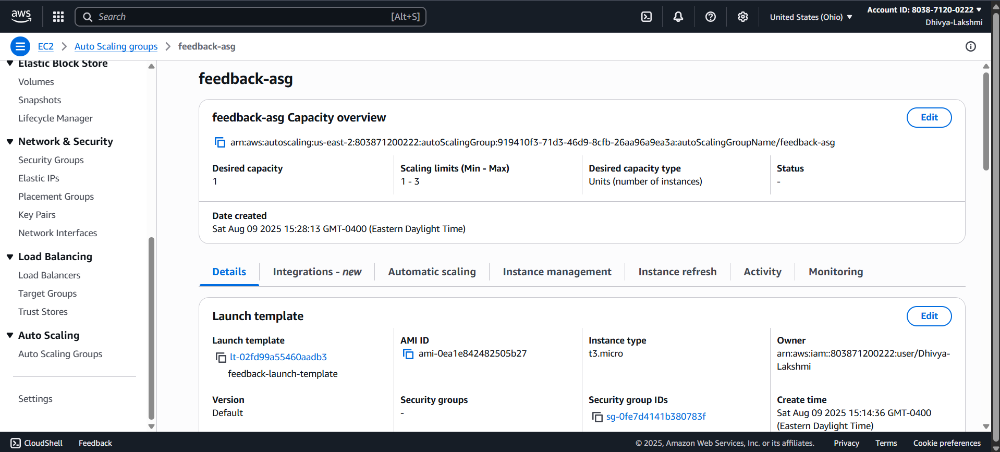 aws
Search
[Alt+S]
United States (Ohio)
Account ID: 8038-7120-0222
Dhivya-Lakshmi
EC2
Auto Scaling groups
feedback-asg
Elastic Block Store
Volumes
Snapshots
Lifecycle Manager
Network & Security
Security Groups
Elastic IPs
Placement Groups
Key Pairs
Network Interfaces
Load Balancing
Load Balancers
Target Groups
Trust Stores
Auto Scaling
Auto Scaling Groups
Settings
feedback-asg
feedback-asg Capacity overview
Edit
arn:aws:autoscaling:us-east-2:803871200222:autoScalingGroup:919410f3-71d3-46d9-8cfb-26aa96a9ea3a:autoScalingGroupName/feedback-asg
Desired capacity
1
Scaling limits (Min - Max)
1 - 3
Desired capacity type
Units (number of instances)
Status
-
Date created
Sat Aug 09 2025 15:28:13 GMT-0400 (Eastern Daylight Time)
Details
Integrations - new
Automatic scaling
Instance management
Instance refresh
Activity
Monitoring
Launch template
Edit
Launch template
lt-02fd99a55460aadb3
feedback-launch-template
AMI ID
ami-0ea1e842482505b27
Instance type
t3.micro
Owner
arn:aws:iam::803871200222:user/Dhivya-
Lakshmi
Version
Default
Security groups
-
Security group IDs
sg-0fe7d4141b380783f
Create time
Sat Aug 09 2025 15:14:36 GMT-0400
(Eastern Daylight Time)
CloudShell
Feedback
© 2025, Amazon Web Services, Inc. or its affiliates.
Privacy
Terms
Cookie preferences